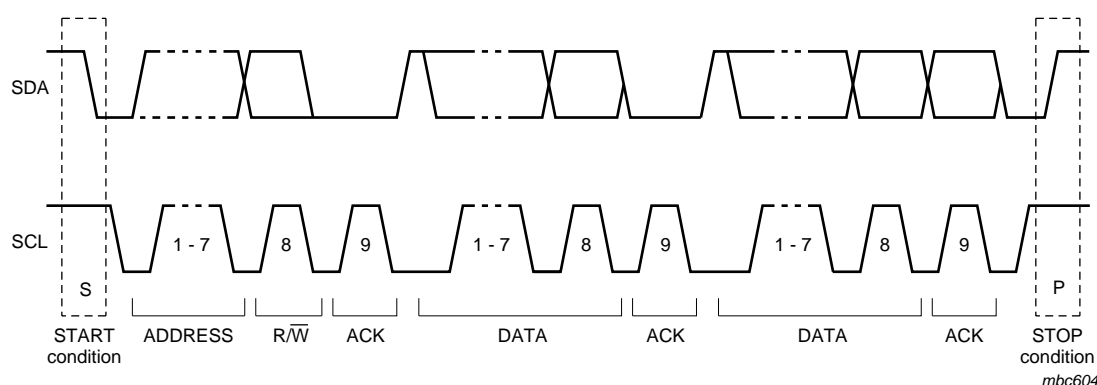 SDA
SCL
1 - 7
8
9
1 - 7
8
9
1 - 7
8
9
S
P
START
condition
ADDRESS
R/W̅
ACK
DATA
ACK
DATA
ACK
STOP
condition
mbc604